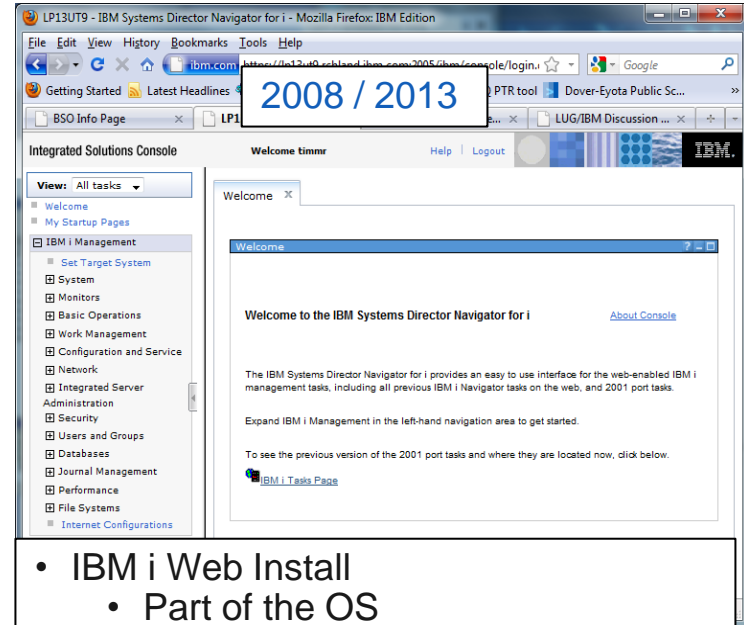 LP13UT9 - IBM Systems Director Navigator for i - Mozilla Firefox: IBM Edition
File Edit View History Bookmarks Tools Help
ibm.com
Google
Getting Started Latest Headlines PTR tool Dover-Eyota Public Sc... »
2008 / 2013
BSO Info Page LP1 e... LUG/IBM Discussion ...
Integrated Solutions Console Welcome timmr Help Logout IBM.
View: All tasks
Welcome
My Startup Pages
IBM i Management
Set Target System
System
Monitors
Basic Operations
Work Management
Configuration and Service
Network
Integrated Server
Administration
Security
Users and Groups
Databases
Journal Management
Performance
File Systems
Internet Configurations
Welcome X
Welcome
Welcome to the IBM Systems Director Navigator for i About Console
The IBM Systems Director Navigator for i provides an easy to use interface for the web-enabled IBM i
management tasks, including all previous IBM i Navigator tasks on the web, and 2001 port tasks.
Expand IBM i Management in the left-hand navigation area to get started.
To see the previous version of the 2001 port tasks and where they are located now, click below.
IBM i Tasks Page
• IBM i Web Install
• Part of the OS